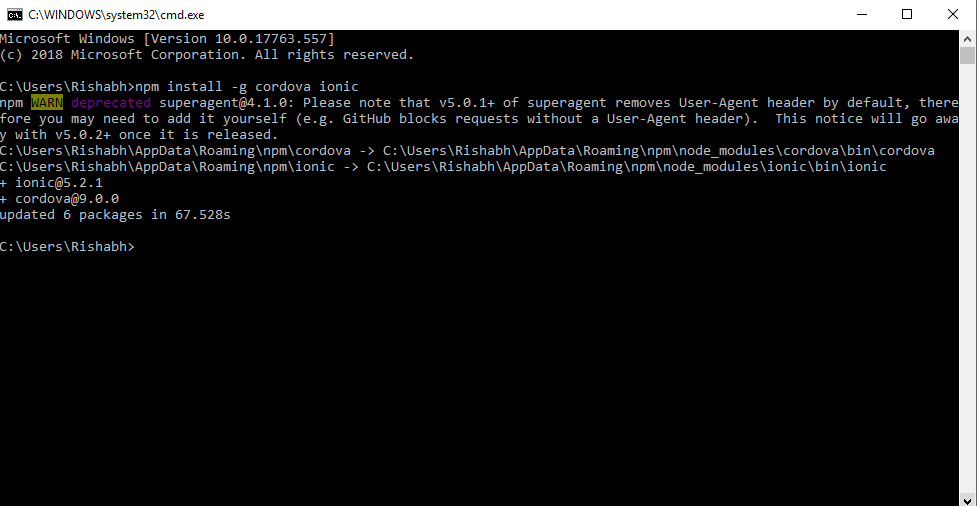 C:\WINDOWS\system32\cmd.exe
Microsoft Windows [Version 10.0.17763.557]
(c) 2018 Microsoft Corporation. All rights reserved.
C:\Users\Rishabh>npm install -g cordova ionic
npm WARN deprecated superagent@4.1.0: Please note that v5.0.1+ of superagent removes User-Agent header by default, there
fore you may need to add it yourself (e.g. GitHub blocks requests without a User-Agent header).  This notice will go awa
y with v5.0.2+ once it is released.
C:\Users\Rishabh\AppData\Roaming\npm\cordova -> C:\Users\Rishabh\AppData\Roaming\npm\node_modules\cordova\bin\cordova
C:\Users\Rishabh\AppData\Roaming\npm\ionic -> C:\Users\Rishabh\AppData\Roaming\npm\node_modules\ionic\bin\ionic
+ ionic@5.2.1
+ cordova@9.0.0
updated 6 packages in 67.528s
C:\Users\Rishabh>